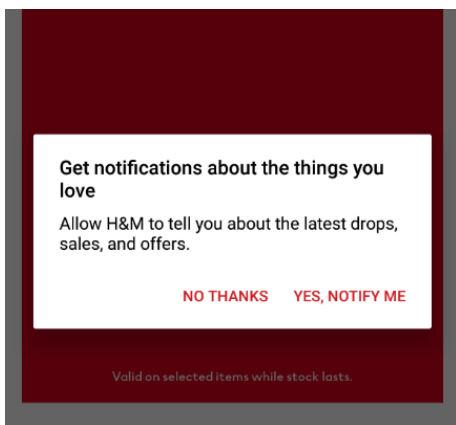 Get notifications about the things you
love
Allow H&M to tell you about the latest drops,
sales, and offers.
NO THANKS YES, NOTIFY ME
Valid on selected items while stock lasts.